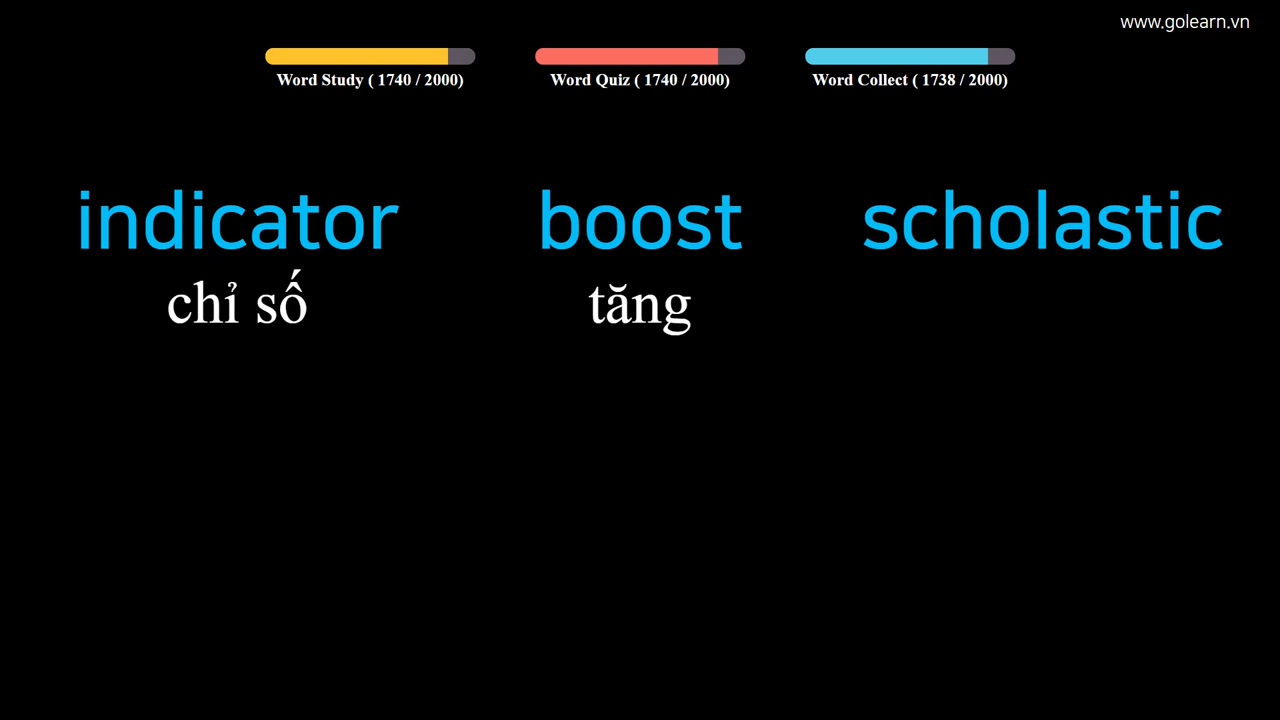 www.golearn.vn
Word Study ( 1740 / 2000)
Word Quiz ( 1740 / 2000)
Word Collect ( 1738 / 2000)
indicator
boost
scholastic
chỉ số
tăng